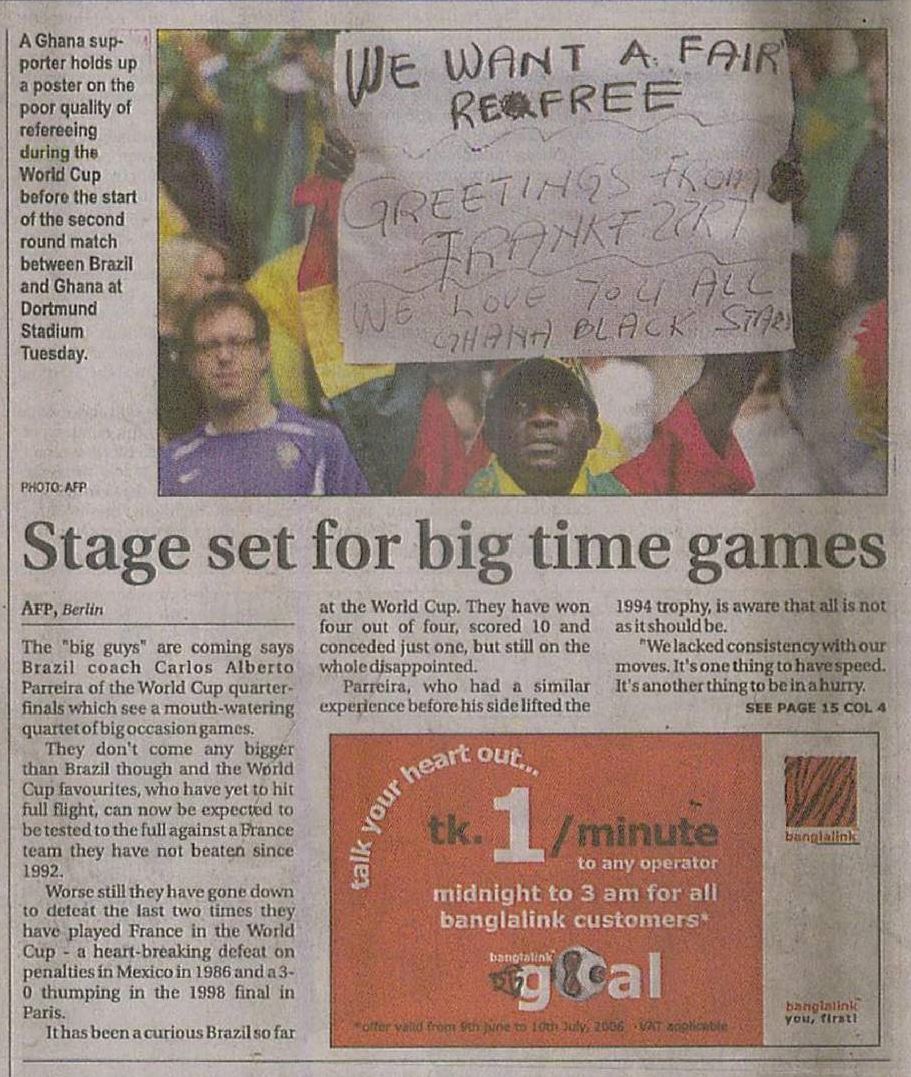 A Ghana sup-
porter holds up
a poster on the
poor quality of
refereeing
during the
World Cup
before the start
of the second
round match
between Brazil
and Ghana at
Dortmund
Stadium
Tuesday.
PHOTO: AFP
WE WANT A FAIR
REFREE
GREETINGS FROM
FRANKFURT
WE LOVE YOU ALL
GHANA BLACK STARS
Stage set for big time games
AFP, Berlin
The "big guys" are coming says
Brazil coach Carlos Alberto
Parreira of the World Cup quarter-
finals which see a mouth-watering
quartet of big occasion games.
They don't come any bigger
than Brazil though and the World
Cup favourites, who have yet to hit
full flight, can now be expected to
be tested to the full against a France
team they have not beaten since
1992.
Worse still they have gone down
to defeat the last two times they
have played France in the World
Cup - a heart-breaking defeat on
penalties in Mexico in 1986 and a 3-
0 thumping in the 1998 final in
Paris.
It has been a curious Brazil so far
at the World Cup. They have won
four out of four, scored 10 and
conceded just one, but still on the
whole disappointed.
Parreira, who had a similar
experience before his side lifted the
1994 trophy, is aware that all is not
as it should be.
"We lacked consistency with our
moves. It's one thing to have speed.
It's another thing to be in a hurry.
SEE PAGE 15 COL 4
talk your heart out...
tk. 1/minute
to any operator
midnight to 3 am for all
banglalink customers*
banglalink
goal
*offer valid from 9th june to 10th July, 2006 · VAT applicable
banglalink
banglalink
you, first!